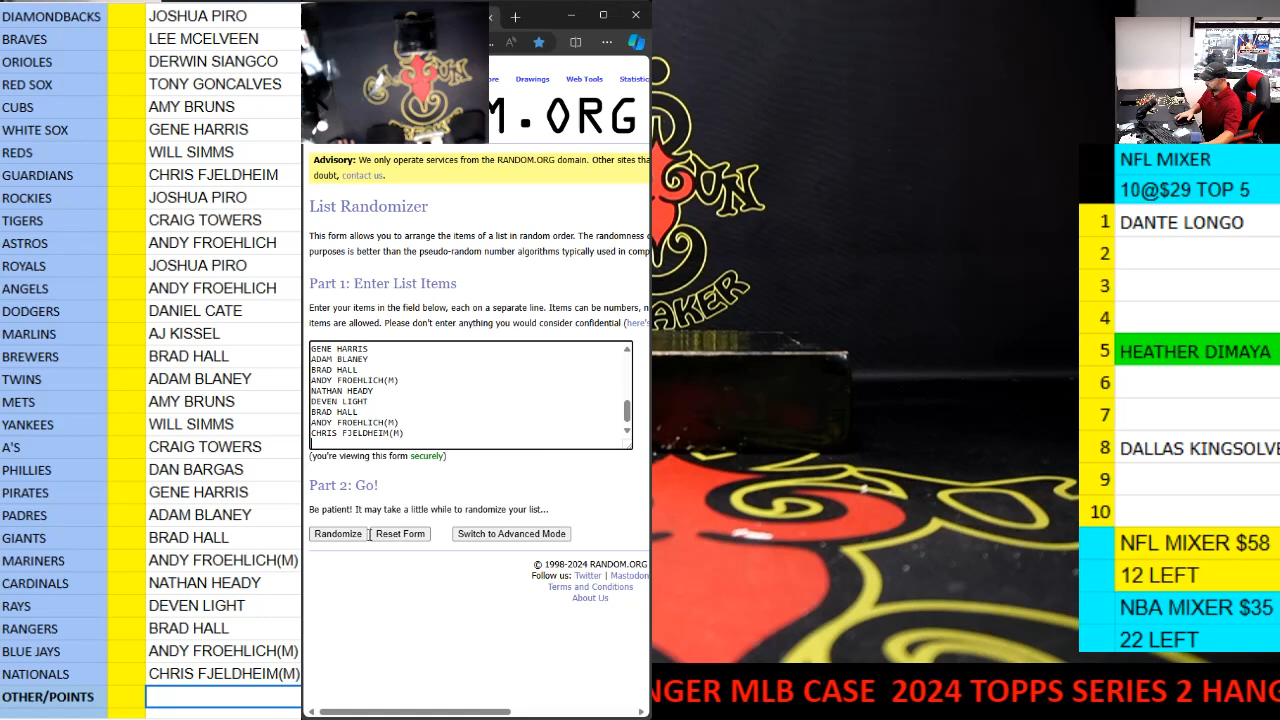 DIAMONDBACKS JOSHUA PIRO
BRAVES LEE MCELVEEN
ORIOLES DERWIN SIANGCO
RED SOX TONY GONCALVES
CUBS AMY BRUNS
WHITE SOX GENE HARRIS
REDS WILL SIMMS
GUARDIANS CHRIS FJELDHEIM
ROCKIES JOSHUA PIRO
TIGERS CRAIG TOWERS
ASTROS ANDY FROEHLICH
ROYALS JOSHUA PIRO
ANGELS ANDY FROEHLICH
DODGERS DANIEL CATE
MARLINS AJ KISSEL
BREWERS BRAD HALL
TWINS ADAM BLANEY
METS AMY BRUNS
YANKEES WILL SIMMS
A'S CRAIG TOWERS
PHILLIES DAN BARGAS
PIRATES GENE HARRIS
PADRES ADAM BLANEY
GIANTS BRAD HALL
MARINERS ANDY FROEHLICH(M)
CARDINALS NATHAN HEADY
RAYS DEVEN LIGHT
RANGERS BRAD HALL
BLUE JAYS ANDY FROEHLICH(M)
NATIONALS CHRIS FJELDHEIM(M)
OTHER/POINTS
Drawings Web Tools Statistic
M.ORG
Advisory: We only operate services from the RANDOM.ORG domain. Other sites tha
doubt, contact us.
List Randomizer
This form allows you to arrange the items of a list in random order. The randomness
purposes is better than the pseudo-random number algorithms typically used in comp
Part 1: Enter List Items
Enter your items in the field below, each on a separate line. Items can be numbers, n
items are allowed. Please don't enter anything you would consider confidential (here's
GENE HARRIS
ADAM BLANEY
BRAD HALL
ANDY FROEHLICH(M)
NATHAN HEADY
DEVEN LIGHT
BRAD HALL
ANDY FROEHLICH(M)
CHRIS FJELDHEIM(M)
(you're viewing this form securely)
Part 2: Go!
Be patient! It may take a little while to randomize your list...
Randomize Reset Form Switch to Advanced Mode
© 1998-2024 RANDOM.ORG
Follow us: Twitter | Mastodon
Terms and Conditions
About Us
NFL MIXER
10@$29 TOP 5
1 DANTE LONGO
2
3
4
5 HEATHER DIMAYA
6
7
8 DALLAS KINGSOLVE
9
10
NFL MIXER $58
12 LEFT
NBA MIXER $35
22 LEFT
NGER MLB CASE 2024 TOPPS SERIES 2 HANG